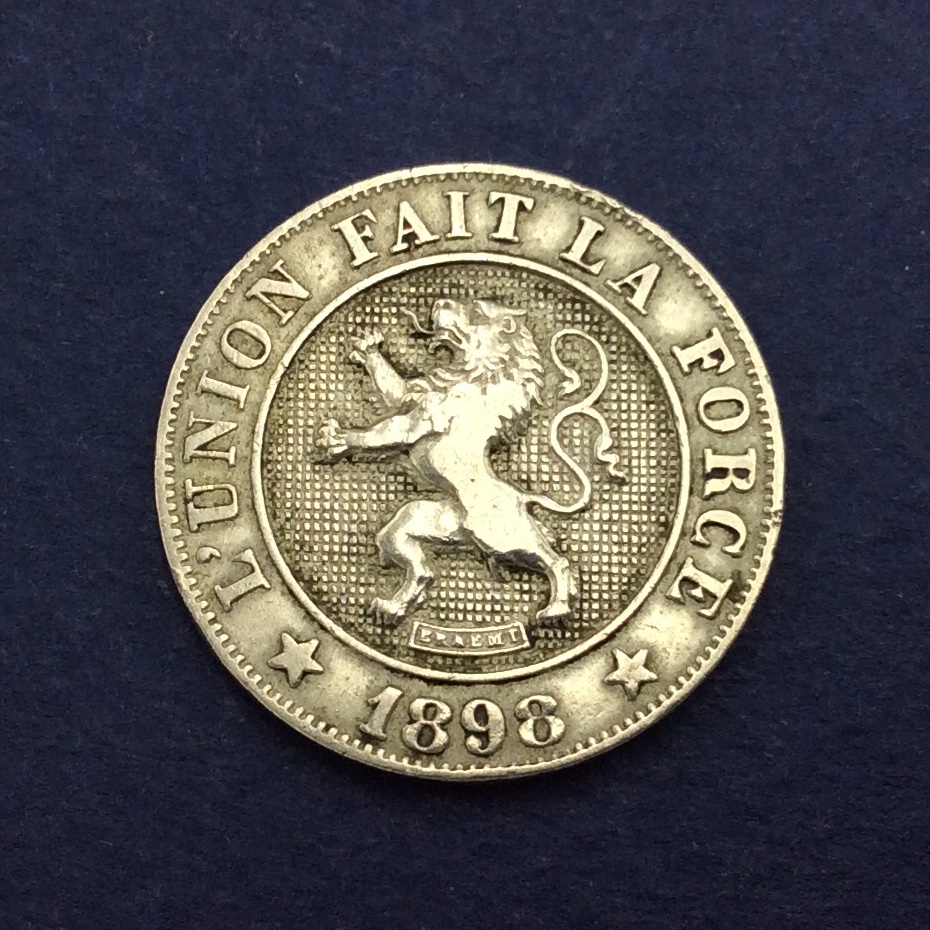 L'UNION FAIT LA FORCE
BRAEMT
1898